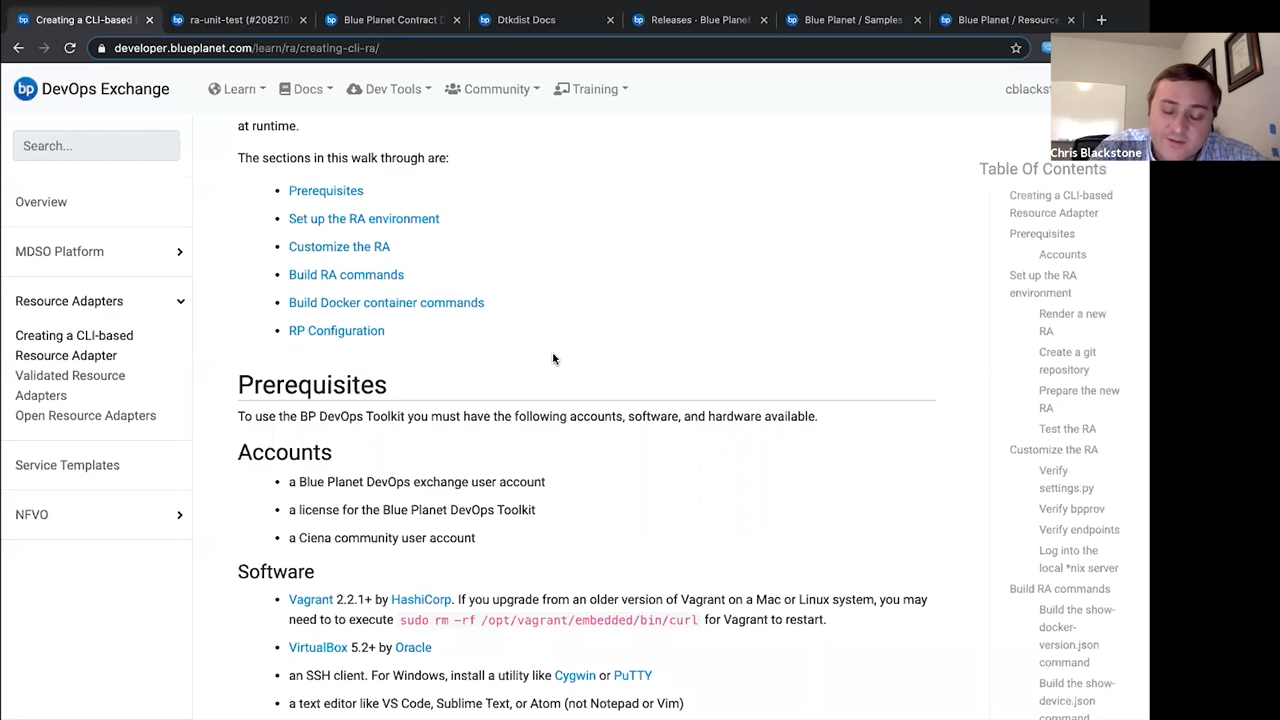 Creating a CLI-based
ra-unit-test (#208210
Blue Planet Contract D
Dtkdist Docs
Releases · Blue Planet
Blue Planet / Samples
Blue Planet / Resource
developer.blueplanet.com/learn/ra/creating-cli-ra/
bp DevOps Exchange
Learn
Docs
Dev Tools
Community
Training
cblacks
Chris Blackstone
Search...
Overview
MDSO Platform
Resource Adapters
Creating a CLI-based
Resource Adapter
Validated Resource
Adapters
Open Resource Adapters
Service Templates
NFVO
at runtime.
The sections in this walk through are:
• Prerequisites
• Set up the RA environment
• Customize the RA
• Build RA commands
• Build Docker container commands
• RP Configuration
Prerequisites
To use the BP DevOps Toolkit you must have the following accounts, software, and hardware available.
Accounts
• a Blue Planet DevOps exchange user account
• a license for the Blue Planet DevOps Toolkit
• a Ciena community user account
Software
• Vagrant 2.2.1+ by HashiCorp. If you upgrade from an older version of Vagrant on a Mac or Linux system, you may
need to to execute sudo rm -rf /opt/vagrant/embedded/bin/curl for Vagrant to restart.
• VirtualBox 5.2+ by Oracle
• an SSH client. For Windows, install a utility like Cygwin or PuTTY
• a text editor like VS Code, Sublime Text, or Atom (not Notepad or Vim)
Table Of Contents
Creating a CLI-based
Resource Adapter
Prerequisites
Accounts
Set up the RA
environment
Render a new
RA
Create a git
repository
Prepare the new
RA
Test the RA
Customize the RA
Verify
settings.py
Verify bpprov
Verify endpoints
Log into the
local *nix server
Build RA commands
Build the show-
docker-
version.json
command
Build the show-
device.json
command